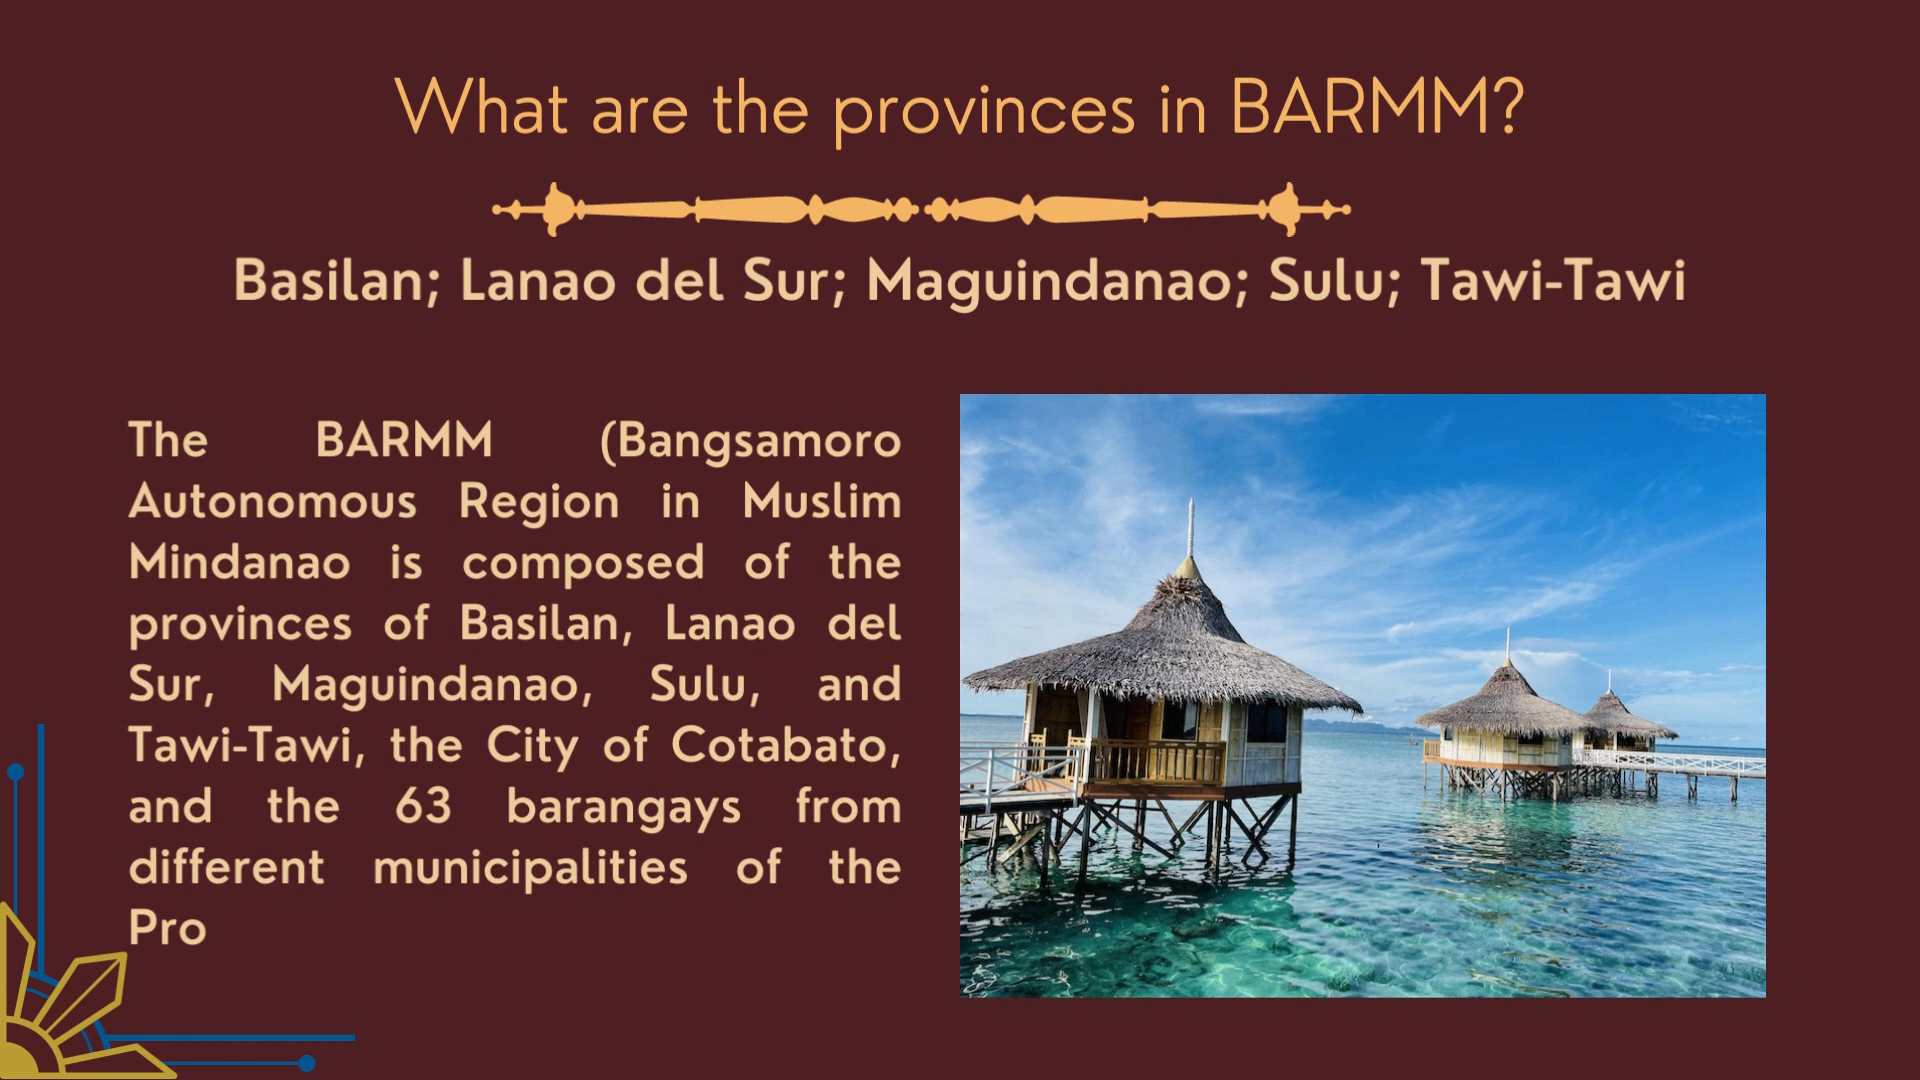 What are the provinces in BARMM?
Basilan; Lanao del Sur; Maguindanao; Sulu; Tawi-Tawi
The BARMM (Bangsamoro
Autonomous Region in Muslim
Mindanao is composed of the
provinces of Basilan, Lanao del
Sur, Maguindanao, Sulu, and
Tawi-Tawi, the City of Cotabato,
and the 63 barangays from
different municipalities of the
Pro